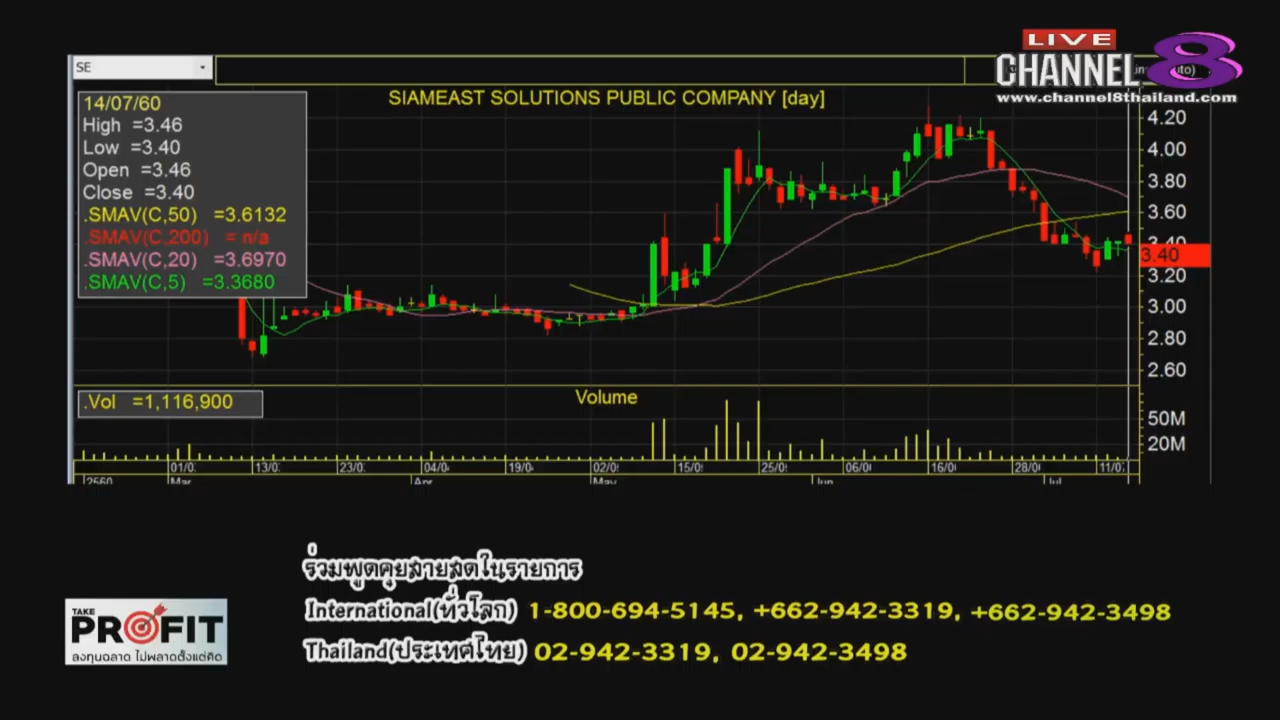 LIVE
CHANNEL 8
www.channel8thailand.com
SE
SIAMEAST SOLUTIONS PUBLIC COMPANY [day]
14/07/60
High =3.46
Low =3.40
Open =3.46
Close =3.40
.SMAV(C,50) =3.6132
.SMAV(C,200) = n/a
.SMAV(C,20) =3.6970
.SMAV(C,5) =3.3680
4.20
4.00
3.80
3.60
3.40
3.40
3.20
3.00
2.80
2.60
.Vol =1,116,900
Volume
50M
20M
01/0
13/0
23/0
04/0
19/0
02/0
15/0
25/0
06/0
16/0
28/0
11/0
2560
Mar
Apr
May
Jun
Jul
ร่วมพูดคุยสายสดในรายการ
International(ทั่วโลก) 1-800-694-5145, +662-942-3319, +662-942-3498
Thailand(ประเทศไทย) 02-942-3319, 02-942-3498
TAKE
PROFIT
ลงทุนฉลาด ไม่พลาดตั้งแต่คิด